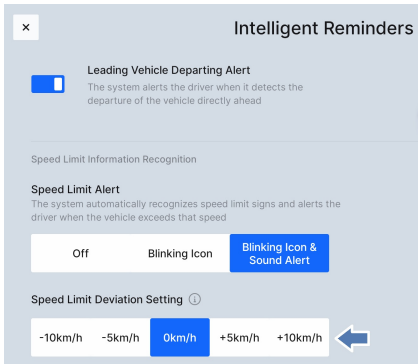 Intelligent Reminders
Leading Vehicle Departing Alert
The system alerts the driver when it detects the
departure of the vehicle directly ahead
Speed Limit Information Recognition
Speed Limit Alert
The system automatically recognizes speed limit signs and alerts the
driver when the vehicle exceeds that speed
Off Blinking Icon Blinking Icon &
Sound Alert
Speed Limit Deviation Setting
-10km/h -5km/h 0km/h +5km/h +10km/h